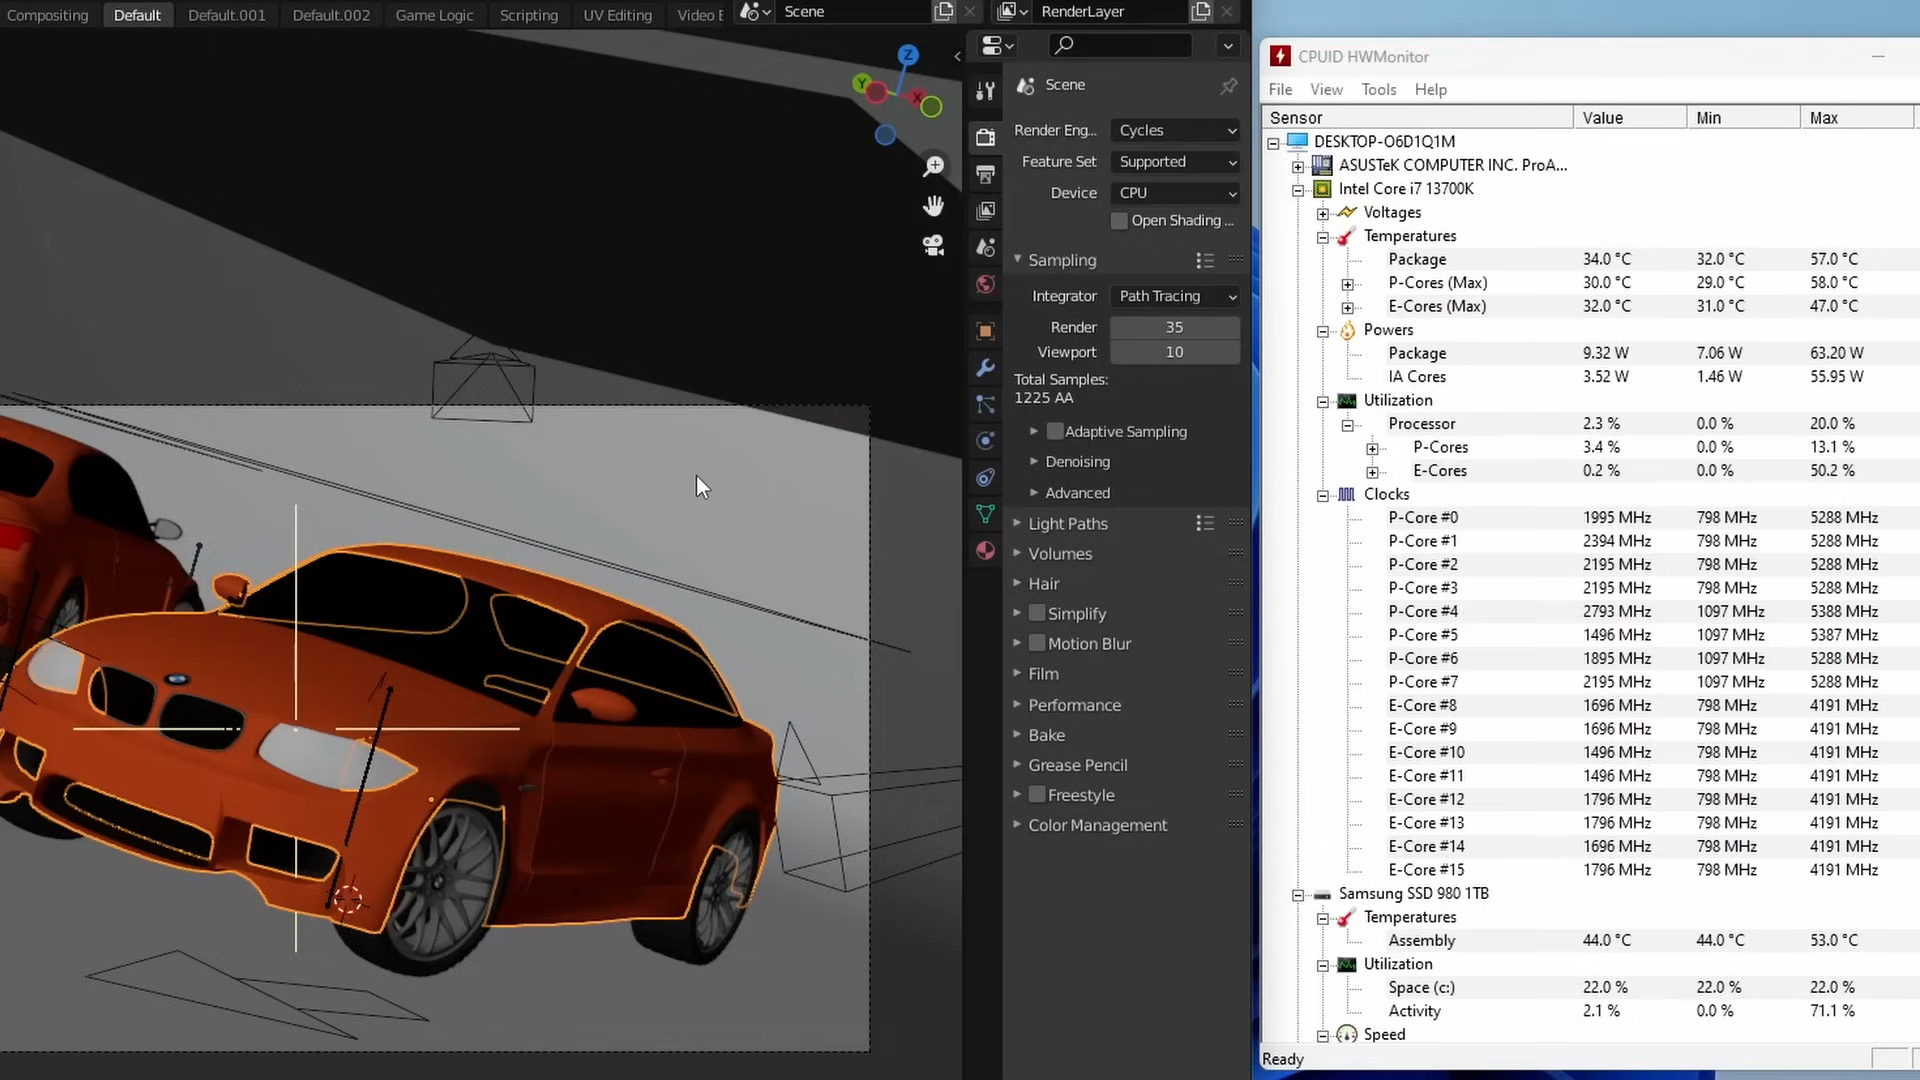 Compositing Default Default.001 Default.002 Game Logic Scripting UV Editing Video E Scene RenderLayer
Z
Y
X
Scene
Render Eng... Cycles
Feature Set Supported
Device CPU
Open Shading ...
Sampling
Integrator Path Tracing
Render 35
Viewport 10
Total Samples:
1225 AA
Adaptive Sampling
Denoising
Advanced
Light Paths
Volumes
Hair
Simplify
Motion Blur
Film
Performance
Bake
Grease Pencil
Freestyle
Color Management
CPUID HWMonitor
File View Tools Help
Sensor Value Min Max
DESKTOP-O6D1Q1M
ASUSTeK COMPUTER INC. ProA...
Intel Core i7 13700K
Voltages
Temperatures
Package 34.0 °C 32.0 °C 57.0 °C
P-Cores (Max) 30.0 °C 29.0 °C 58.0 °C
E-Cores (Max) 32.0 °C 31.0 °C 47.0 °C
Powers
Package 9.32 W 7.06 W 63.20 W
IA Cores 3.52 W 1.46 W 55.95 W
Utilization
Processor 2.3 % 0.0 % 20.0 %
P-Cores 3.4 % 0.0 % 13.1 %
E-Cores 0.2 % 0.0 % 50.2 %
Clocks
P-Core #0 1995 MHz 798 MHz 5288 MHz
P-Core #1 2394 MHz 798 MHz 5288 MHz
P-Core #2 2195 MHz 798 MHz 5288 MHz
P-Core #3 2195 MHz 798 MHz 5288 MHz
P-Core #4 2793 MHz 1097 MHz 5388 MHz
P-Core #5 1496 MHz 1097 MHz 5387 MHz
P-Core #6 1895 MHz 1097 MHz 5288 MHz
P-Core #7 2195 MHz 1097 MHz 5288 MHz
E-Core #8 1696 MHz 798 MHz 4191 MHz
E-Core #9 1696 MHz 798 MHz 4191 MHz
E-Core #10 1496 MHz 798 MHz 4191 MHz
E-Core #11 1496 MHz 798 MHz 4191 MHz
E-Core #12 1796 MHz 798 MHz 4191 MHz
E-Core #13 1796 MHz 798 MHz 4191 MHz
E-Core #14 1696 MHz 798 MHz 4191 MHz
E-Core #15 1796 MHz 798 MHz 4191 MHz
Samsung SSD 980 1TB
Temperatures
Assembly 44.0 °C 44.0 °C 53.0 °C
Utilization
Space (c:) 22.0 % 22.0 % 22.0 %
Activity 2.1 % 0.0 % 71.1 %
Speed
Ready